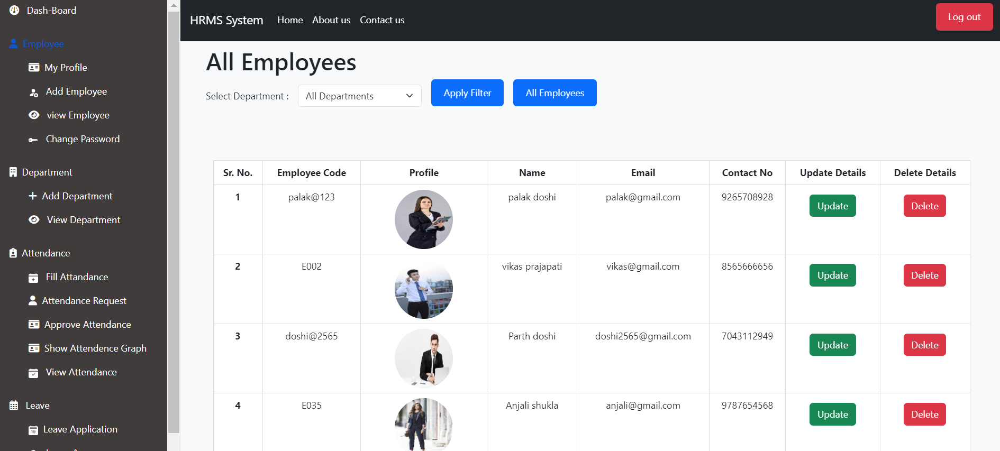 Dash-Board
Employee
My Profile
Add Employee
view Employee
Change Password
Department
Add Department
View Department
Attendance
Fill Attandance
Attendance Request
Approve Attendance
Show Attendence Graph
View Attendance
Leave
19 Leave Application
HRMS System Home About us Contact us Log out
All Employees
Select Department : All Departments Apply Filter All Employees
Sr. No. Employee Code Profile Name Email Contact No Update Details Delete Details
1 palak@123 palak doshi palak@gmail.com 9265708928 Update Delete
2 E002 vikas prajapati vikas@gmail.com 8565666656 Update Delete
3 doshi@2565 Parth doshi doshi2565@gmail.com 7043112949 Update Delete
4 E035 Anjali shukla anjali@gmail.com 9787654568 Update Delete